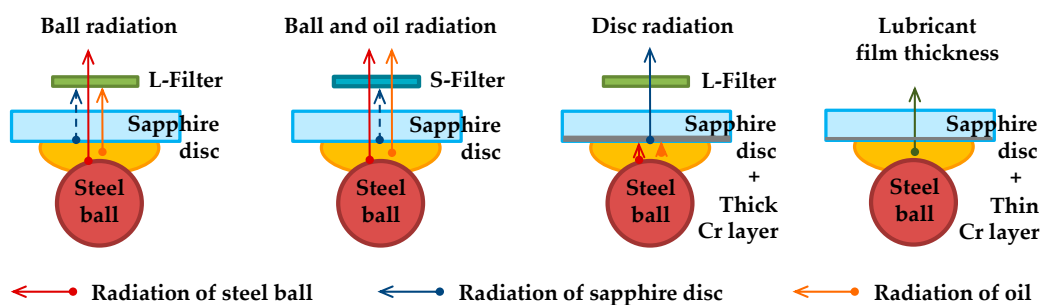 Ball radiation
L-Filter
Sapphire
disc
Steel
ball
Ball and oil radiation
S-Filter
Sapphire
disc
Steel
ball
Disc radiation
L-Filter
Sapphire
disc
+
Thick
Cr layer
Steel
ball
Lubricant
film thickness
Sapphire
disc
+
Thin
Cr layer
Steel
ball
Radiation of steel ball
Radiation of sapphire disc
Radiation of oil